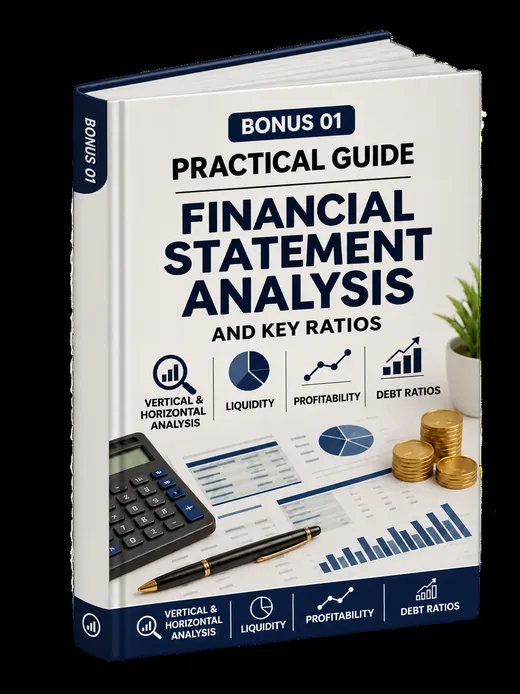 BONUS 01
BONUS 01
PRACTICAL GUIDE
FINANCIAL
STATEMENT
ANALYSIS
AND KEY RATIOS
VERTICAL &
HORIZONTAL
ANALYSIS
LIQUIDITY
PROFITABILITY
DEBT RATIOS
VERTICAL &
HORIZONTAL
ANALYSIS
LIQUIDITY
PROFITABILITY
DEBT RATIOS